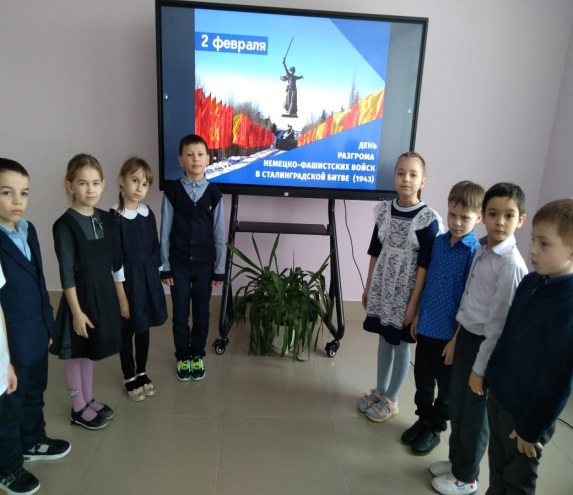 2 февраля
ДЕНЬ
РАЗГРОМА
НЕМЕЦКО-ФАШИСТСКИХ ВОЙСК
В СТАЛИНГРАДСКОЙ БИТВЕ (1943)